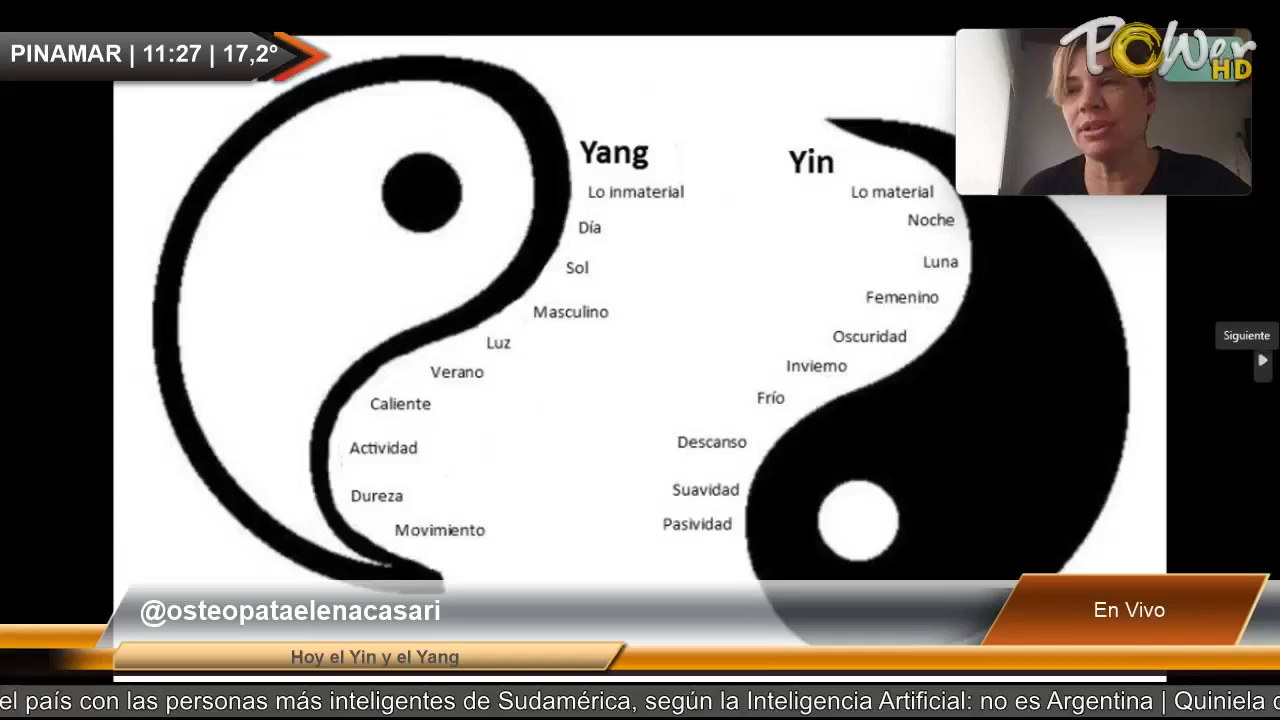 PINAMAR | 11:27 | 17,2°
Power
HD
Yang
Lo inmaterial
Día
Sol
Masculino
Luz
Verano
Caliente
Actividad
Dureza
Movimiento
Yin
Lo material
Noche
Luna
Femenino
Oscuridad
Invierno
Frío
Descanso
Suavidad
Pasividad
Siguiente
@osteopataelenacasari
En Vivo
Hoy el Yin y el Yang
el país con las personas más inteligentes de Sudamérica, según la Inteligencia Artificial: no es Argentina | Quiniela